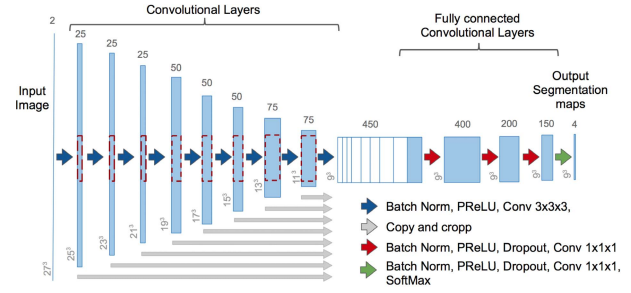 Convolutional Layers
Fully connected
Convolutional Layers
2
25
25
25
50
50
50
75
75
450
400
200
150
4
Input
Image
Output
Segmentation
maps
27³
25³
23³
21³
19³
17³
15³
13³
11³
9³
9³
9³
9³
9³
Batch Norm, PReLU, Conv 3x3x3,
Copy and cropp
Batch Norm, PReLU, Dropout, Conv 1x1x1
Batch Norm, PReLU, Dropout, Conv 1x1x1,
SoftMax